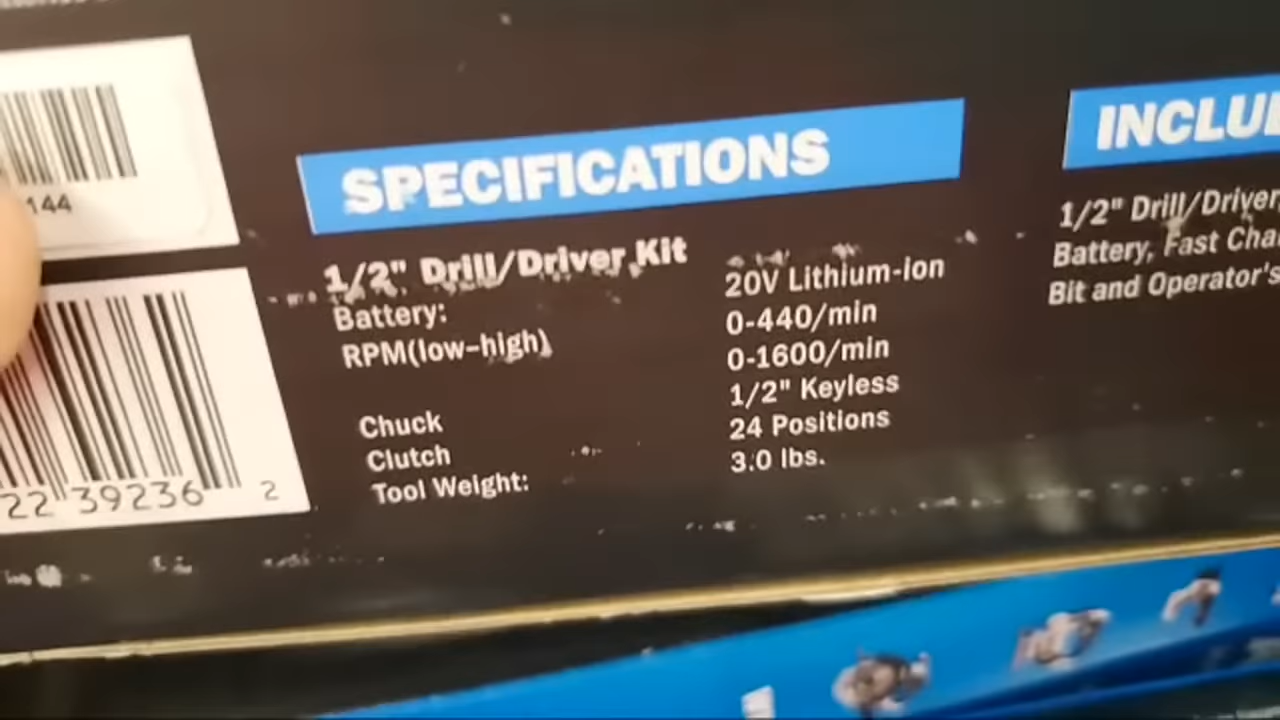 144
22 39236 2
SPECIFICATIONS
1/2" Drill/Driver Kit
Battery:
20V Lithium-ion
RPM(low-high)
0-440/min
0-1600/min
Chuck
1/2" Keyless
Clutch
24 Positions
Tool Weight:
3.0 lbs.
INCLU
1/2" Drill/Driver,
Battery, Fast Cha
Bit and Operator's